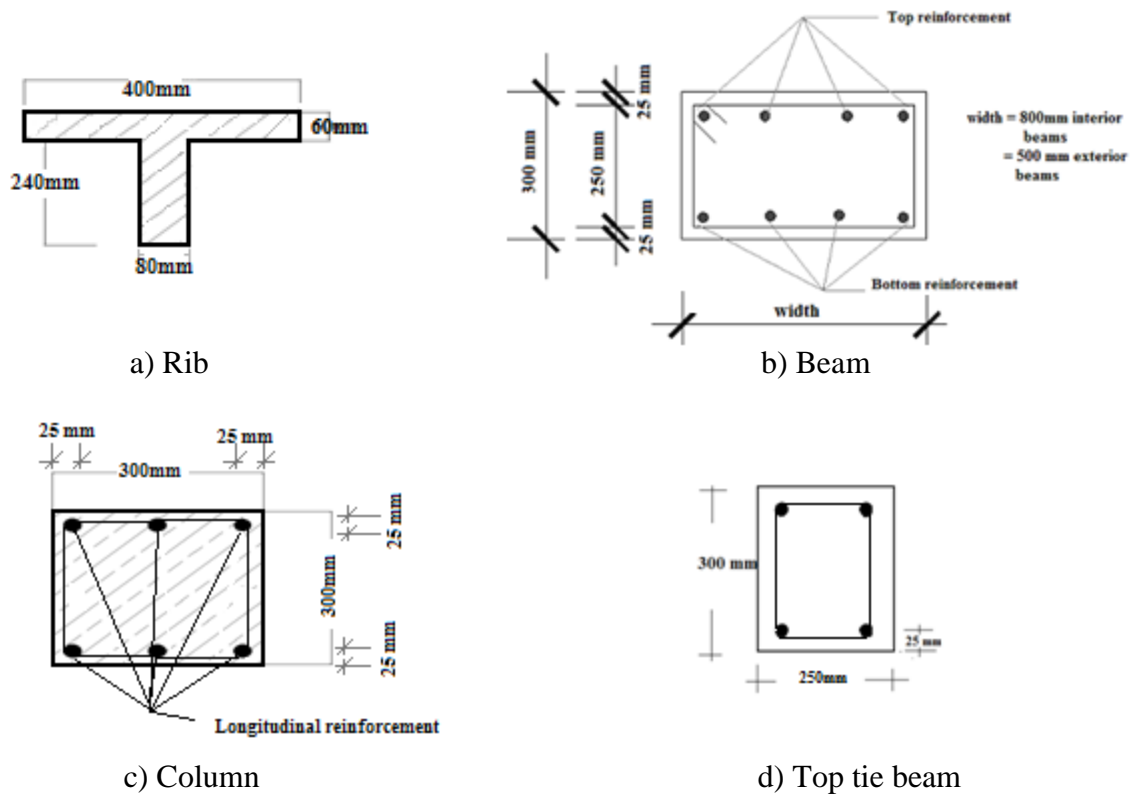 400mm
60mm
240mm
80mm
a) Rib
Top reinforcement
25 mm
300 mm
250 mm
25 mm
width = 800mm interior
beams
= 500 mm exterior
beams
Bottom reinforcement
width
b) Beam
25 mm
25 mm
300mm
25 mm
300mm
25 mm
Longitudinal reinforcement
c) Column
300 mm
25 mm
250mm
d) Top tie beam